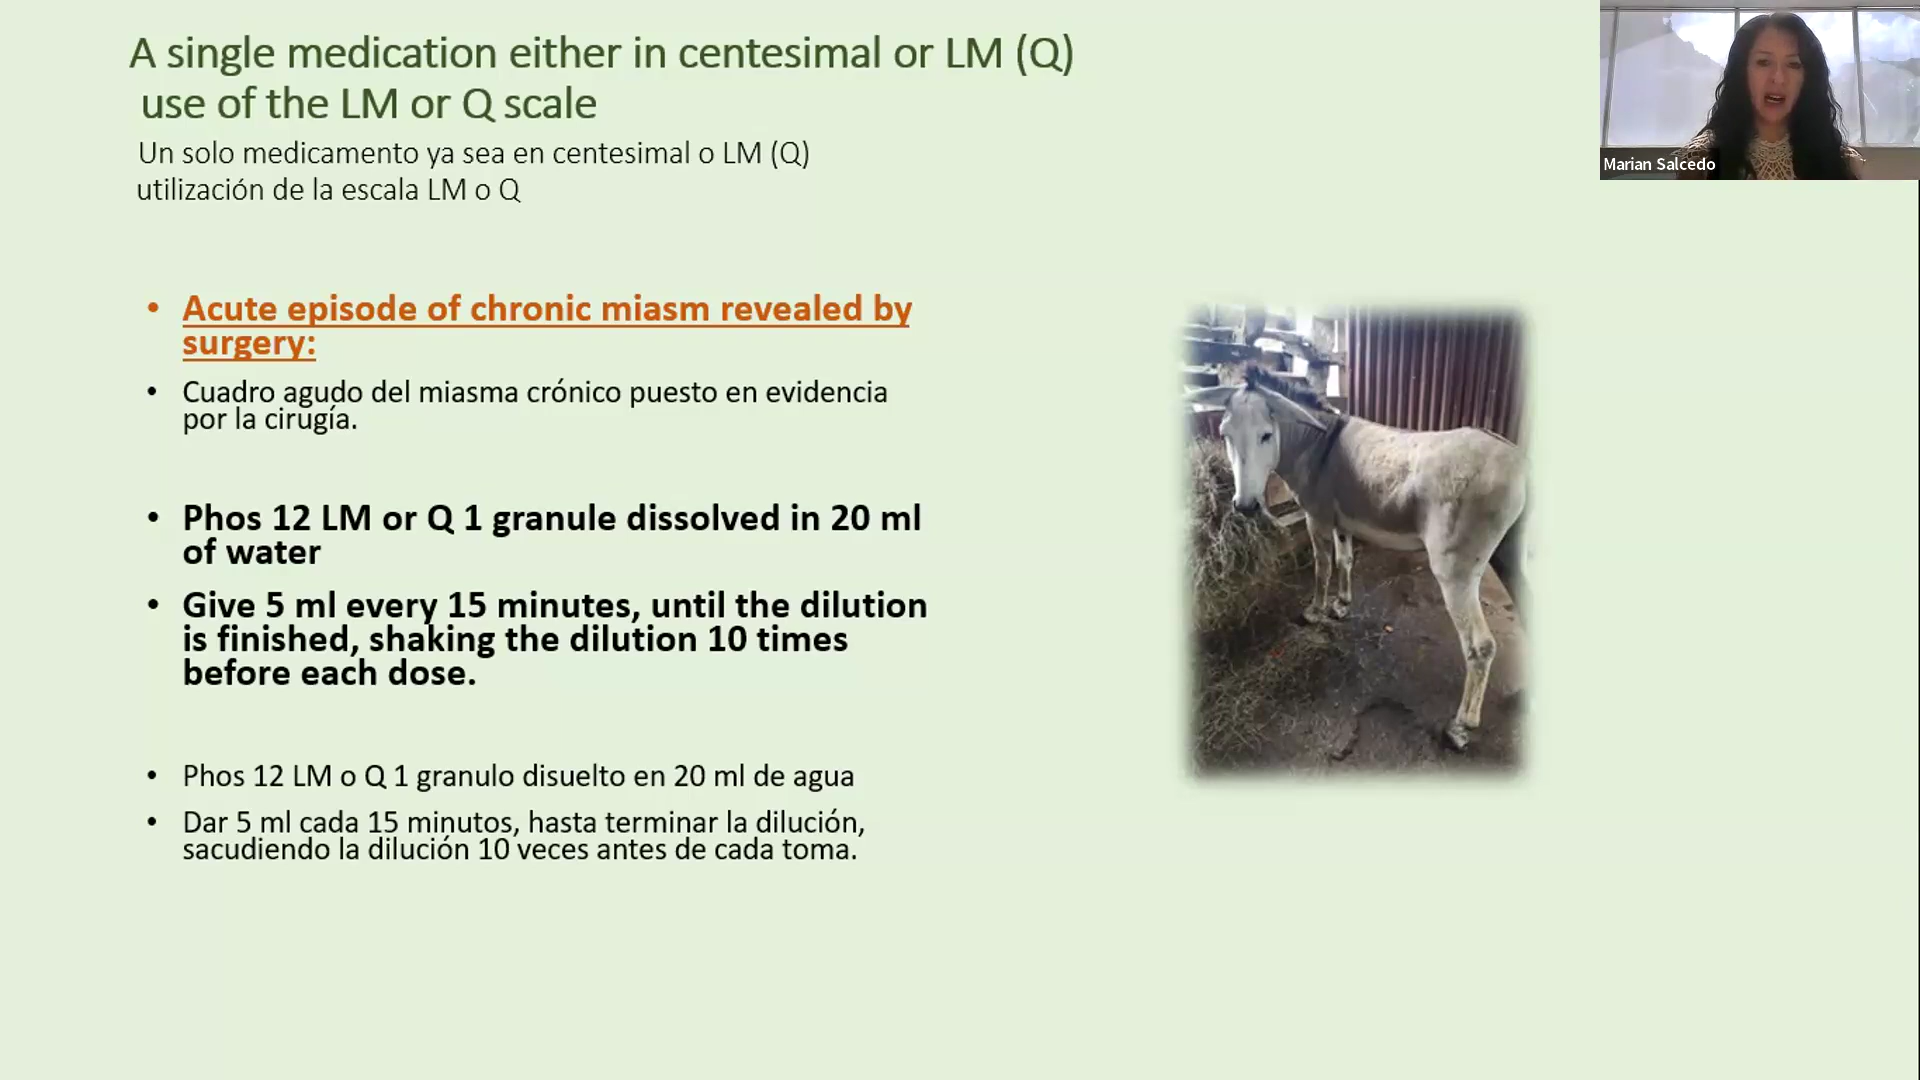 A single medication either in centesimal or LM (Q)
use of the LM or Q scale
Un solo medicamento ya sea en centesimal o LM (Q)
utilización de la escala LM o Q
Marian Salcedo
• Acute episode of chronic miasm revealed by
surgery:
• Cuadro agudo del miasma crónico puesto en evidencia
por la cirugía.
• Phos 12 LM or Q 1 granule dissolved in 20 ml
of water
• Give 5 ml every 15 minutes, until the dilution
is finished, shaking the dilution 10 times
before each dose.
• Phos 12 LM o Q 1 granulo disuelto en 20 ml de agua
• Dar 5 ml cada 15 minutos, hasta terminar la dilución,
sacudiendo la dilución 10 veces antes de cada toma.